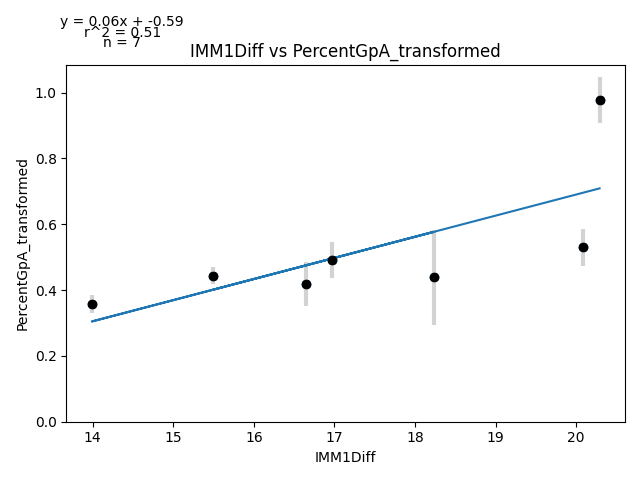 y = 0.06x + -0.59
r^2 = 0.51
n = 7
IMM1Diff vs PercentGpA_transformed
PercentGpA_transformed
1.0
0.8
0.6
0.4
0.2
0.0
14 15 16 17 18 19 20
IMM1Diff